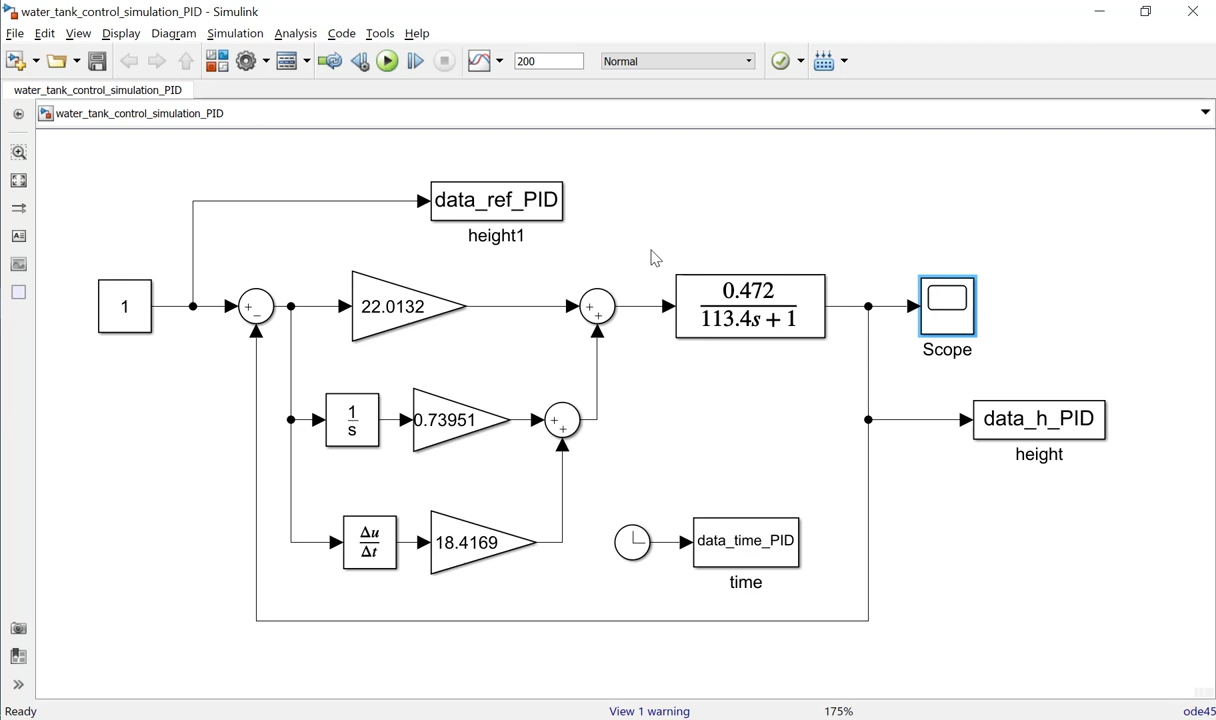 water_tank_control_simulation_PID - Simulink
File Edit View Display Diagram Simulation Analysis Code Tools Help
200 Normal
water_tank_control_simulation_PID
water_tank_control_simulation_PID
data_ref_PID
height1
1
+
−
22.0132
+
+
0.472
113.4s + 1
Scope
1
s
0.73951
+
+
data_h_PID
height
Δu
Δt
18.4169
data_time_PID
time
Ready View 1 warning 175% ode45